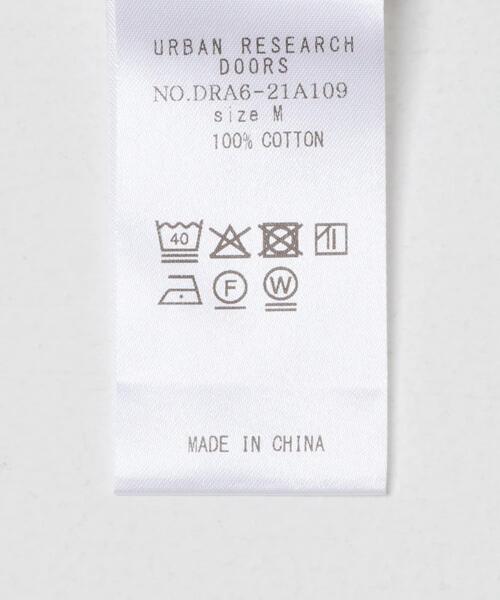 URBAN RESEARCH
DOORS
NO.DRA6-21A109
size M
100% COTTON
40
F W
MADE IN CHINA